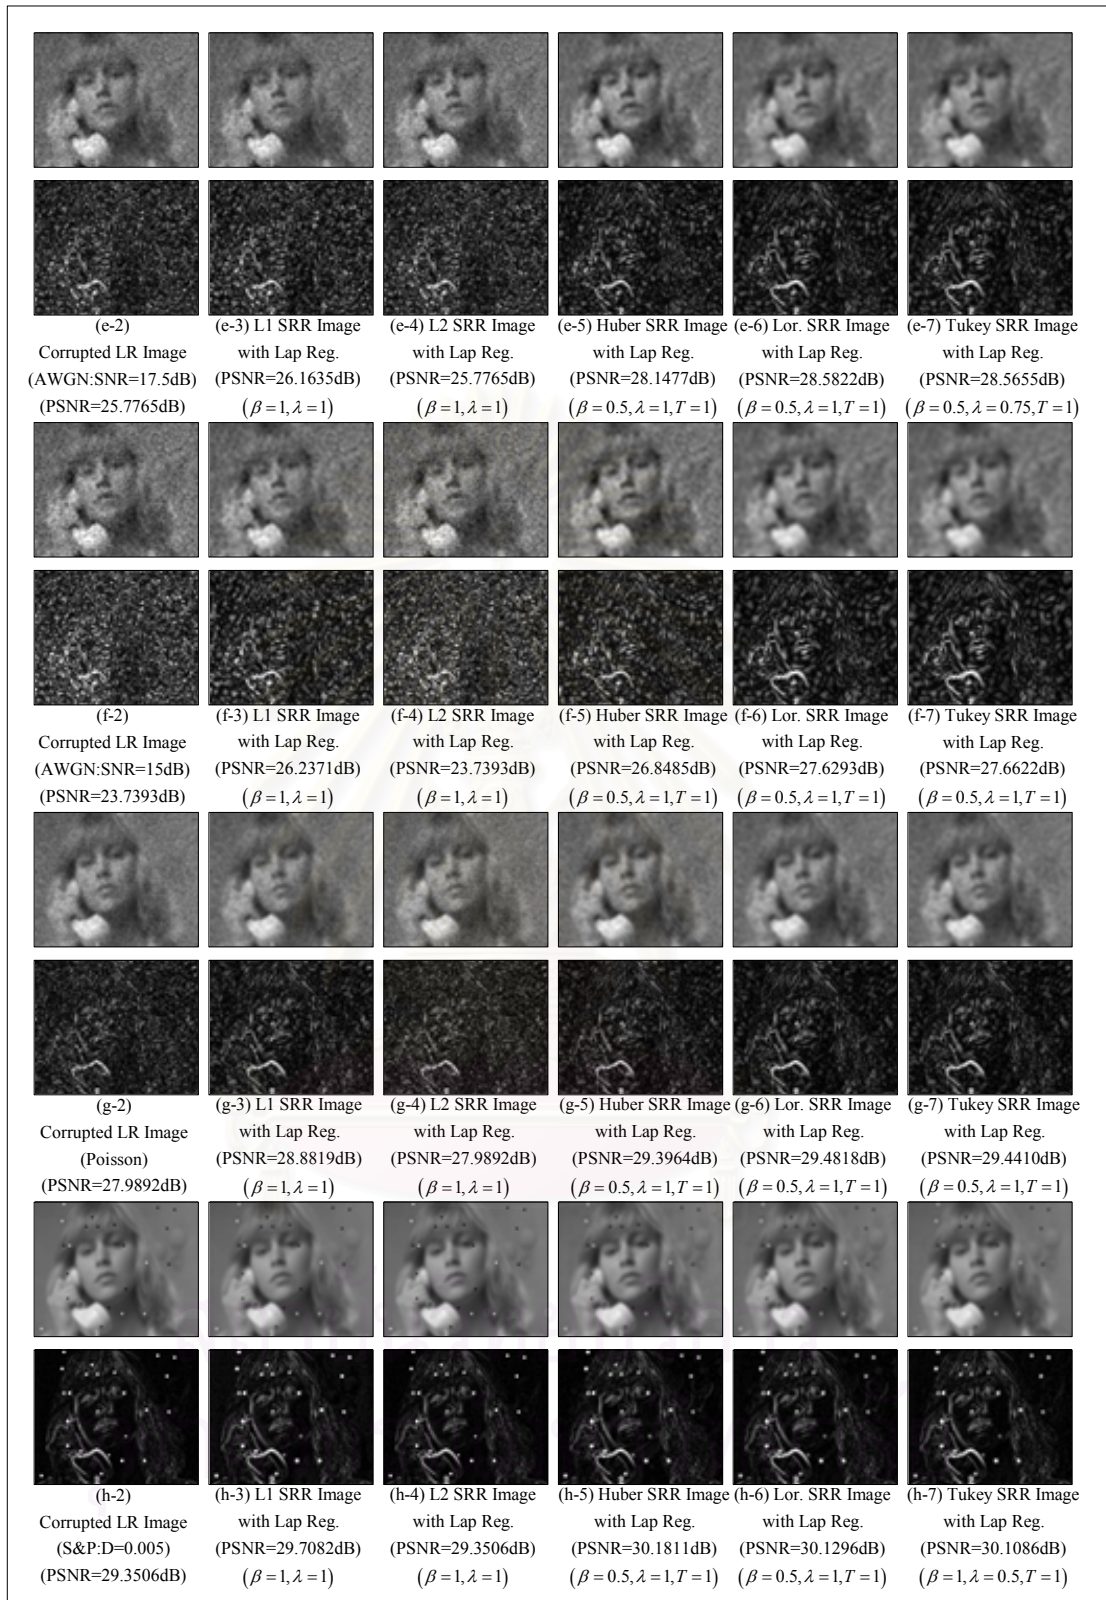 (e-2)
Corrupted LR Image
(AWGN:SNR=17.5dB)
(PSNR=25.7765dB)
(e-3) L1 SRR Image
with Lap Reg.
(PSNR=26.1635dB)
(β=1,λ=1)
(e-4) L2 SRR Image
with Lap Reg.
(PSNR=25.7765dB)
(β=1,λ=1)
(e-5) Huber SRR Image
with Lap Reg.
(PSNR=28.1477dB)
(β=0.5,λ=1,T=1)
(e-6) Lor. SRR Image
with Lap Reg.
(PSNR=28.5822dB)
(β=0.5,λ=1,T=1)
(e-7) Tukey SRR Image
with Lap Reg.
(PSNR=28.5655dB)
(β=0.5,λ=0.75,T=1)
(f-2)
Corrupted LR Image
(AWGN:SNR=15dB)
(PSNR=23.7393dB)
(f-3) L1 SRR Image
with Lap Reg.
(PSNR=26.2371dB)
(β=1,λ=1)
(f-4) L2 SRR Image
with Lap Reg.
(PSNR=23.7393dB)
(β=1,λ=1)
(f-5) Huber SRR Image
with Lap Reg.
(PSNR=26.8485dB)
(β=0.5,λ=1,T=1)
(f-6) Lor. SRR Image
with Lap Reg.
(PSNR=27.6293dB)
(β=0.5,λ=1,T=1)
(f-7) Tukey SRR Image
with Lap Reg.
(PSNR=27.6622dB)
(β=0.5,λ=1,T=1)
(g-2)
Corrupted LR Image
(Poisson)
(PSNR=27.9892dB)
(g-3) L1 SRR Image
with Lap Reg.
(PSNR=28.8819dB)
(β=1,λ=1)
(g-4) L2 SRR Image
with Lap Reg.
(PSNR=27.9892dB)
(β=1,λ=1)
(g-5) Huber SRR Image
with Lap Reg.
(PSNR=29.3964dB)
(β=0.5,λ=1,T=1)
(g-6) Lor. SRR Image
with Lap Reg.
(PSNR=29.4818dB)
(β=0.5,λ=1,T=1)
(g-7) Tukey SRR Image
with Lap Reg.
(PSNR=29.4410dB)
(β=0.5,λ=1,T=1)
(h-2)
Corrupted LR Image
(S&P:D=0.005)
(PSNR=29.3506dB)
(h-3) L1 SRR Image
with Lap Reg.
(PSNR=29.7082dB)
(β=1,λ=1)
(h-4) L2 SRR Image
with Lap Reg.
(PSNR=29.3506dB)
(β=1,λ=1)
(h-5) Huber SRR Image
with Lap Reg.
(PSNR=30.1811dB)
(β=0.5,λ=1,T=1)
(h-6) Lor. SRR Image
with Lap Reg.
(PSNR=30.1296dB)
(β=0.5,λ=1,T=1)
(h-7) Tukey SRR Image
with Lap Reg.
(PSNR=30.1086dB)
(β=1,λ=0.5,T=1)